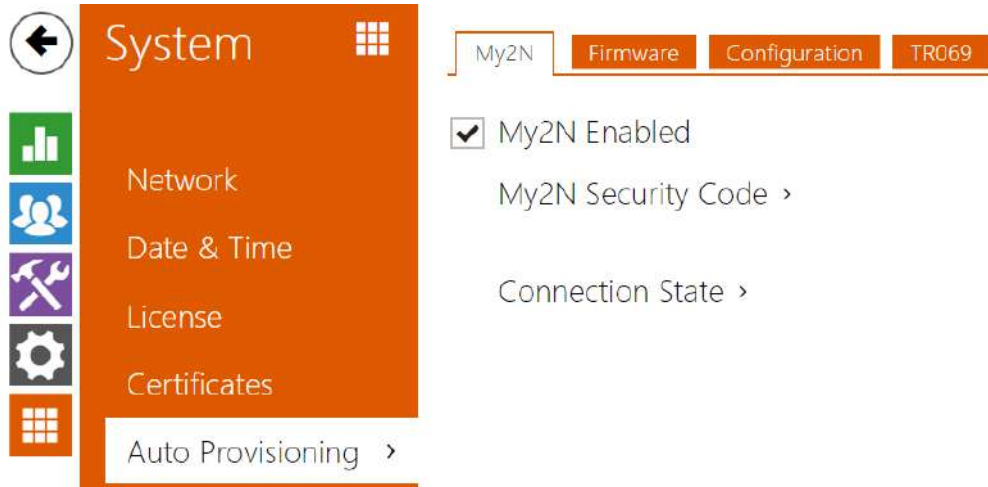 System
Network
Date & Time
License
Certificates
Auto Provisioning >
My2N Firmware Configuration TR069
My2N Enabled
My2N Security Code >
Connection State >